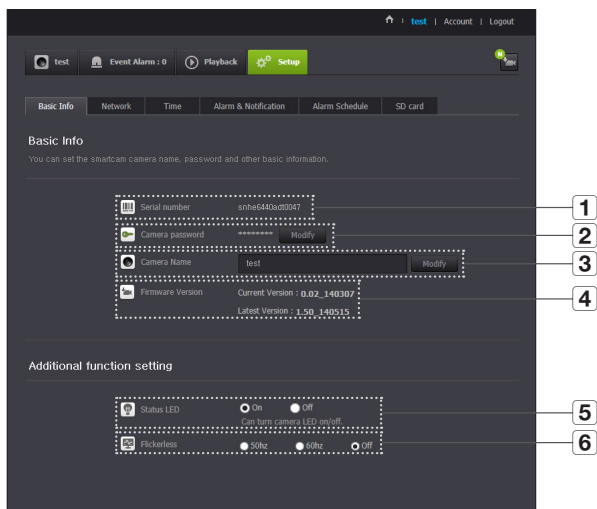 test | Account | Logout
test Event Alarm : 0 Playback Setup N
Basic Info Network Time Alarm & Notification Alarm Schedule SD card
Basic Info
You can set the smartcam camera name, password and other basic information.
Serial number snhe6440adt0047 1
Camera password ******** Modify 2
Camera Name test Modify 3
Firmware Version Current Version : 0.02_140307 4
Latest Version : 1.50_140515
Additional function setting
Status LED On Off 5
Can turn camera LED on/off.
Flickerless 50hz 60hz Off 6